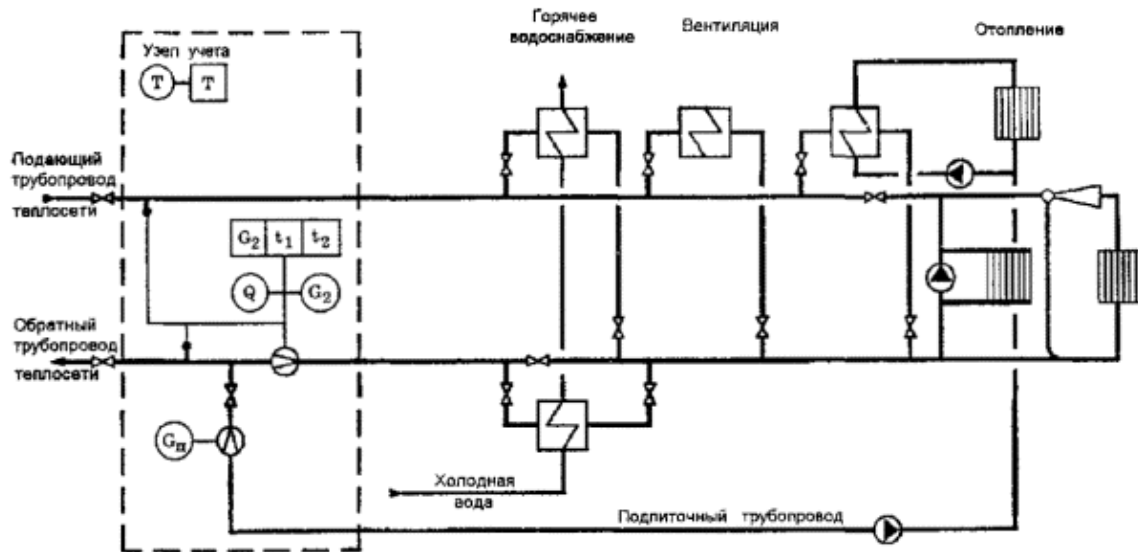 Горячее
водоснабжение
Вентиляция
Отопление
Узел учета
T T
Подающий
трубопровод
теплосети
G₂ t₁ t₂
Q G₂
Обратный
трубопровод
теплосети
Gп
Холодная
вода
Подпиточный трубопровод